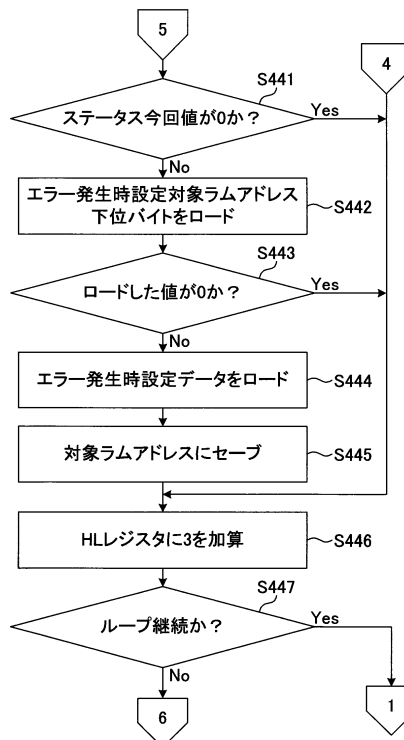 5
4
S441
ステータス今回値が0か?
Yes
No
エラー発生時設定対象ラムアドレス
下位バイトをロード
S442
S443
ロードした値が0か?
Yes
No
エラー発生時設定データをロード
S444
対象ラムアドレスにセーブ
S445
HLレジスタに3を加算
S446
S447
ループ継続か?
Yes
No
6
1